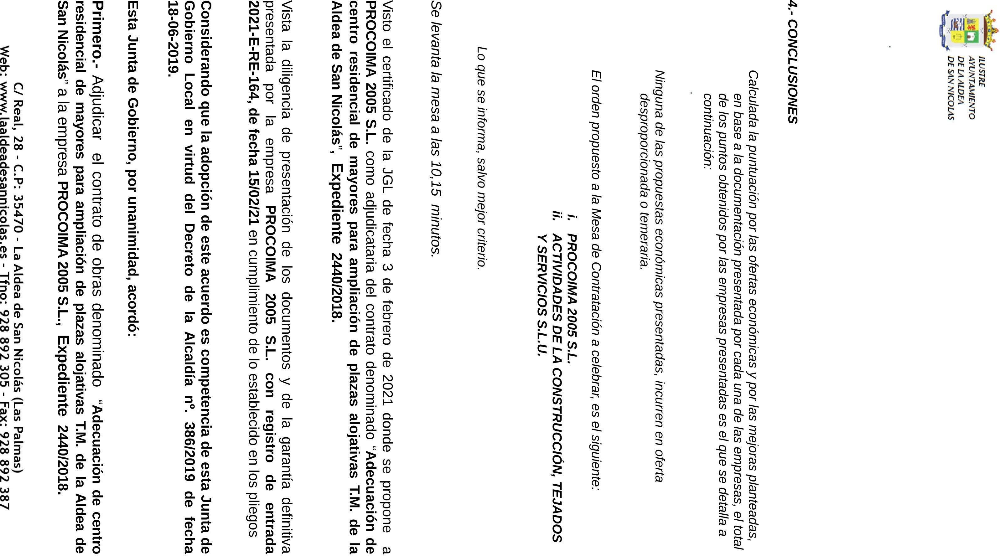 ILUSTRE
AYUNTAMIENTO
DE LA ALDEA
DE SAN NICOLAS
4.- CONCLUSIONES
Calculada la puntuación por las ofertas económicas y por las mejoras planteadas,
en base a la documentación presentada por cada una de las empresas, el total
de los puntos obtenidos por las empresas presentadas es el que se detalla a
continuación:
Ninguna de las propuestas económicas presentadas, incurren en oferta
desproporcionada o temeraria.
El orden propuesto a la Mesa de Contratación a celebrar, es el siguiente:
i. PROCOIMA 2005 S.L.
ii. ACTIVIDADES DE LA CONSTRUCCIÓN, TEJADOS
Y SERVICIOS S.L.U.
Lo que se informa, salvo mejor criterio.
Se levanta la mesa a las 10,15 minutos.
Visto el certificado de la JGL de fecha 3 de febrero de 2021 donde se propone a
PROCOIMA 2005 S.L. como adjudicataria del contrato denominado “Adecuación de
centro residencial de mayores para ampliación de plazas alojativas T.M. de la
Aldea de San Nicolás”, Expediente 2440/2018.
Vista la diligencia de presentación de los documentos y de la garantía definitiva
presentada por la empresa PROCOIMA 2005 S.L. con registro de entrada
2021-E-RE-164, de fecha 15/02/21 en cumplimiento de lo establecido en los pliegos
Considerando que la adopción de este acuerdo es competencia de esta Junta de
Gobierno Local en virtud del Decreto de la Alcaldía nº. 386/2019 de fecha
18-06-2019.
Esta Junta de Gobierno, por unanimidad, acordó:
Primero.- Adjudicar el contrato de obras denominado “Adecuación de centro
residencial de mayores para ampliación de plazas alojativas T.M. de la Aldea de
San Nicolás” a la empresa PROCOIMA 2005 S.L., Expediente 2440/2018.
C/ Real, 28 - C.P: 35470 - La Aldea de San Nicolás (Las Palmas)
Web: www.laaldeadesannicolas.es - Tfno: 928 892 305 - Fax: 928 892 387